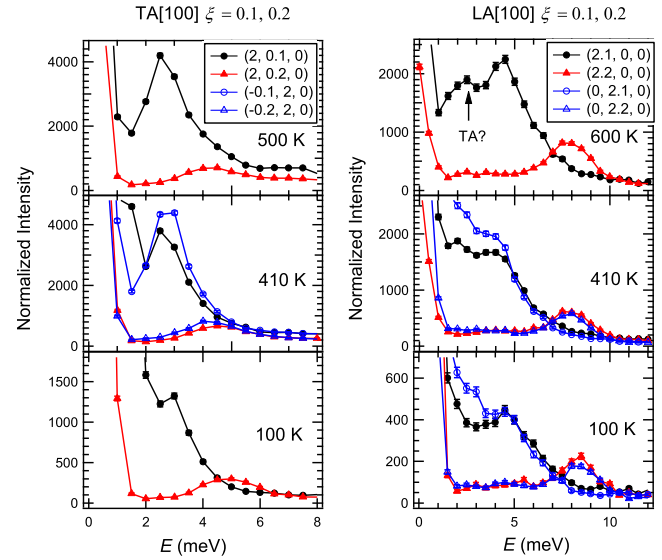 TA[100] ξ = 0.1, 0.2
LA[100] ξ = 0.1, 0.2
Normalized Intensity
4000
2000
0
(2, 0.1, 0)
(2, 0.2, 0)
(-0.1, 2, 0)
(-0.2, 2, 0)
500 K
4000
2000
0
410 K
1500
1000
500
0
100 K
0
2
4
6
8
E (meV)
Normalized Intensity
2000
1000
0
(2.1, 0, 0)
(2.2, 0, 0)
(0, 2.1, 0)
(0, 2.2, 0)
TA?
600 K
2500
2000
1500
1000
500
0
410 K
600
400
200
0
100 K
0
5
10
E (meV)